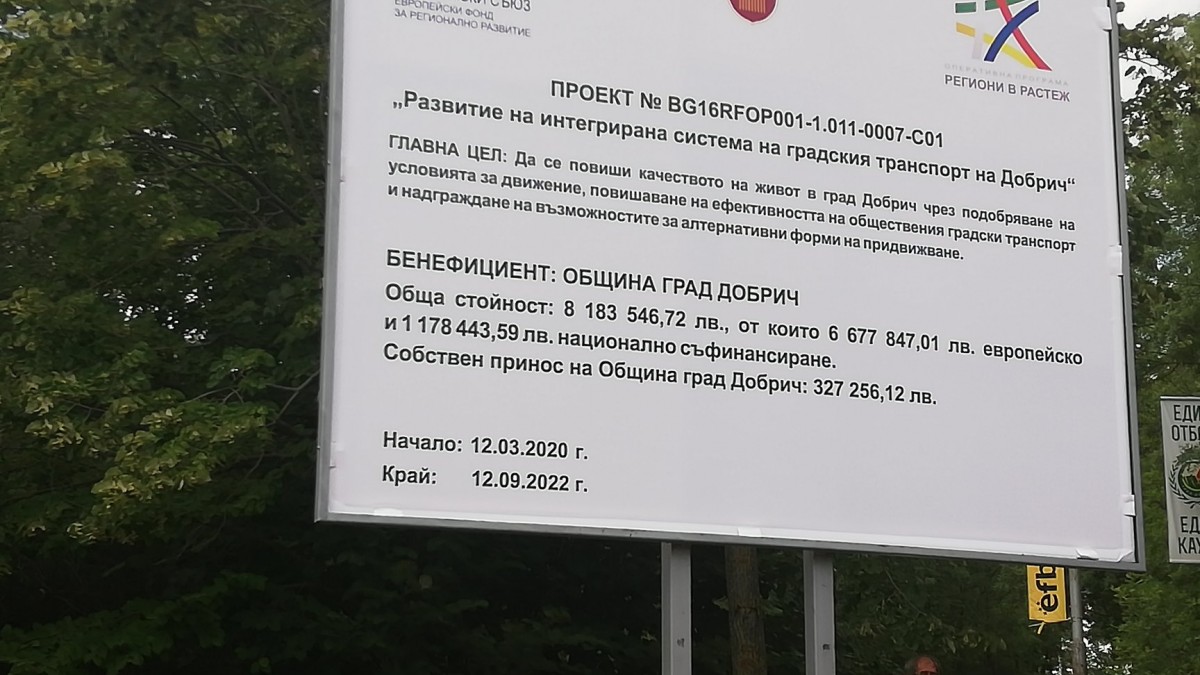 ЕВРОПЕЙСКИ ФОНД
ЗА РЕГИОНАЛНО РАЗВИТИЕ
ОПЕРАТИВНА ПРОГРАМА
РЕГИОНИ В РАСТЕЖ
ПРОЕКТ № BG16RFOP001-1.011-0007-C01
„Развитие на интегрирана система на градския транспорт на Добрич“
ГЛАВНА ЦЕЛ: Да се повиши качеството на живот в град Добрич чрез подобряване на
условията за движение, повишаване на ефективността на обществения градски транспорт
и надграждане на възможностите за алтернативни форми на придвижване.
БЕНЕФИЦИЕНТ: ОБЩИНА ГРАД ДОБРИЧ
Обща стойност: 8 183 546,72 лв., от които 6 677 847,01 лв. европейско
и 1 178 443,59 лв. национално съфинансиране.
Собствен принос на Община град Добрич: 327 256,12 лв.
Начало: 12.03.2020 г.
Край: 12.09.2022 г.